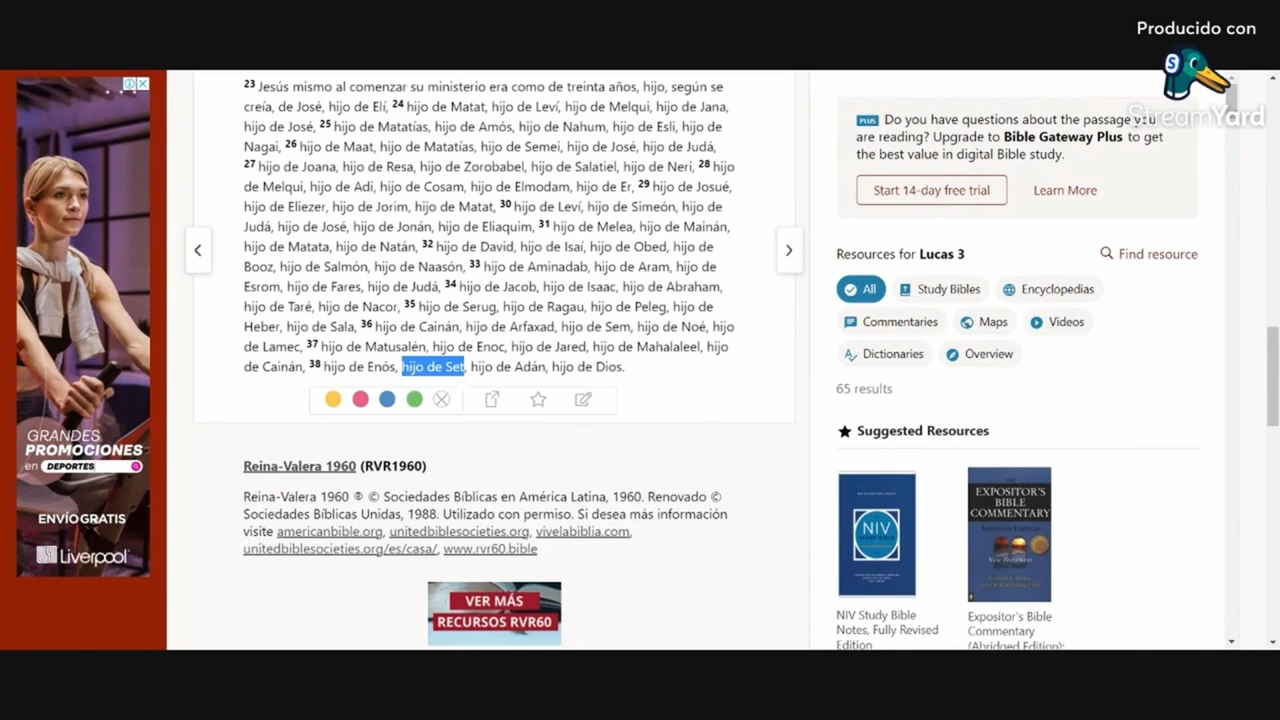 Producido con
StreamYard
23 Jesús mismo al comenzar su ministerio era como de treinta años, hijo, según se
creía, de José, hijo de Elí, 24 hijo de Matat, hijo de Leví, hijo de Melqui, hijo de Jana,
hijo de José, 25 hijo de Matatías, hijo de Amós, hijo de Nahum, hijo de Esli, hijo de
Nagai, 26 hijo de Maat, hijo de Matatías, hijo de Semei, hijo de José, hijo de Judá,
27 hijo de Joana, hijo de Resa, hijo de Zorobabel, hijo de Salatiel, hijo de Neri, 28 hijo
de Melqui, hijo de Adi, hijo de Cosam, hijo de Elmodam, hijo de Er, 29 hijo de Josué,
hijo de Eliezer, hijo de Jorim, hijo de Matat, 30 hijo de Leví, hijo de Simeón, hijo de
Judá, hijo de José, hijo de Jonán, hijo de Eliaquim, 31 hijo de Melea, hijo de Mainán,
hijo de Matata, hijo de Natán, 32 hijo de David, hijo de Isaí, hijo de Obed, hijo de
Booz, hijo de Salmón, hijo de Naasón, 33 hijo de Aminadab, hijo de Aram, hijo de
Esrom, hijo de Fares, hijo de Judá, 34 hijo de Jacob, hijo de Isaac, hijo de Abraham,
hijo de Taré, hijo de Nacor, 35 hijo de Serug, hijo de Ragau, hijo de Peleg, hijo de
Heber, hijo de Sala, 36 hijo de Cainán, hijo de Arfaxad, hijo de Sem, hijo de Noé, hijo
de Lamec, 37 hijo de Matusalén, hijo de Enoc, hijo de Jared, hijo de Mahalaleel, hijo
de Cainán, 38 hijo de Enós, hijo de Set, hijo de Adán, hijo de Dios.
Reina-Valera 1960 (RVR1960)
Reina-Valera 1960 ® © Sociedades Bíblicas en América Latina, 1960. Renovado ©
Sociedades Bíblicas Unidas, 1988. Utilizado con permiso. Si desea más información
visite americanbible.org, unitedbiblesocieties.org, vivelabiblia.com,
unitedbiblesocieties.org/es/casa/, www.rvr60.bible
VER MÁS
RECURSOS RVR60
GRANDES
PROMOCIONES
en DEPORTES
ENVÍO GRATIS
Liverpool
PLUS Do you have questions about the passage you
are reading? Upgrade to Bible Gateway Plus to get
the best value in digital Bible study.
Start 14-day free trial Learn More
Resources for Lucas 3 Find resource
All Study Bibles Encyclopedias
Commentaries Maps Videos
Dictionaries Overview
65 results
Suggested Resources
NIV
STUDY BIBLE
EXPOSITOR'S
BIBLE
COMMENTARY
New Testament
NIV Study Bible
Notes, Fully Revised
Edition
Expositor's Bible
Commentary
(Abridged Edition):